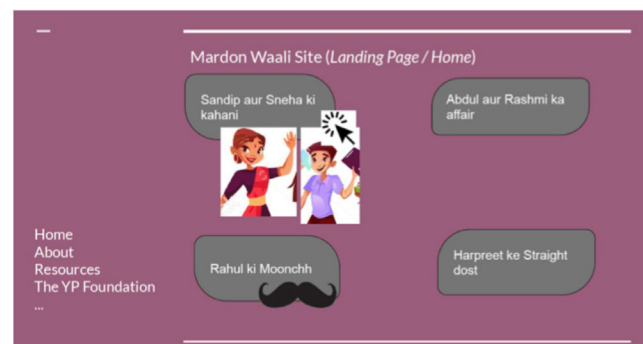 Mardon Waali Site (Landing Page / Home)
Sandip aur Sneha ki
kahani
Abdul aur Rashmi ka
affair
Rahul ki Moonchh
Harpreet ke Straight
dost
Home
About
Resources
The YP Foundation
...